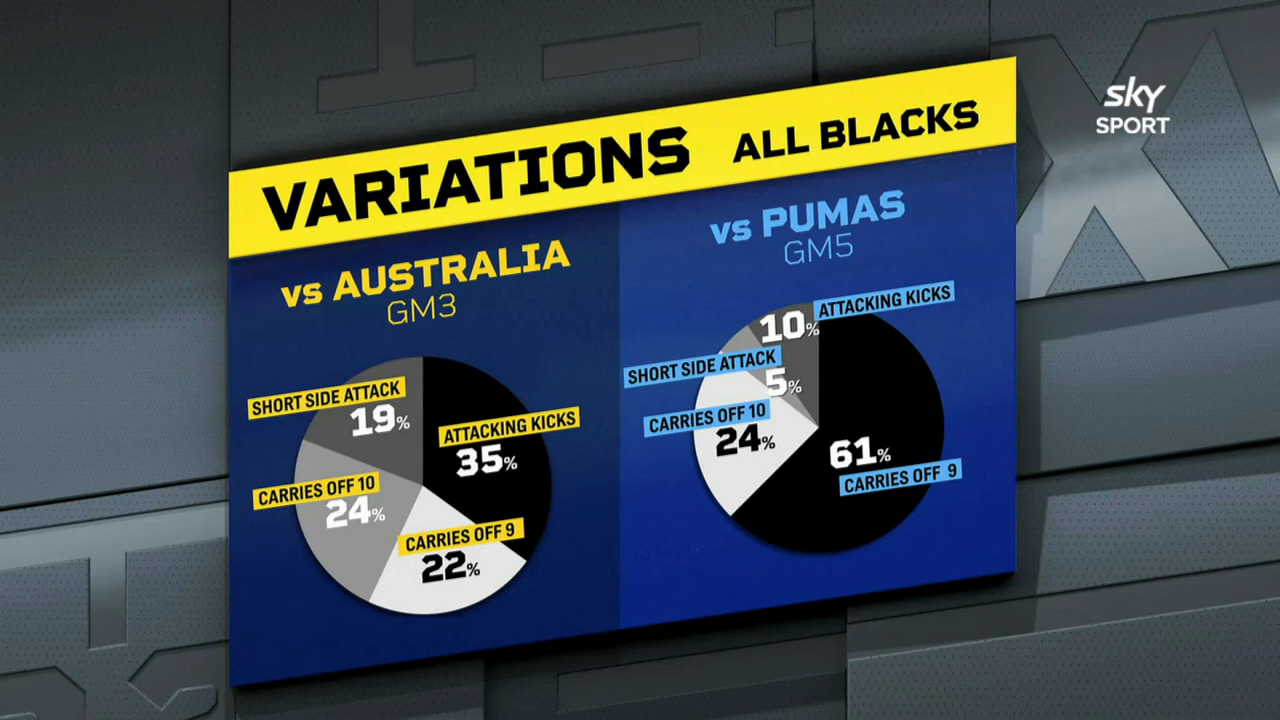 sky
SPORT
VARIATIONS ALL BLACKS
vs AUSTRALIA
GM3
SHORT SIDE ATTACK
19%
ATTACKING KICKS
35%
CARRIES OFF 10
24%
CARRIES OFF 9
22%
vs PUMAS
GM5
ATTACKING KICKS
10%
SHORT SIDE ATTACK
5%
CARRIES OFF 10
24%
61%
CARRIES OFF 9